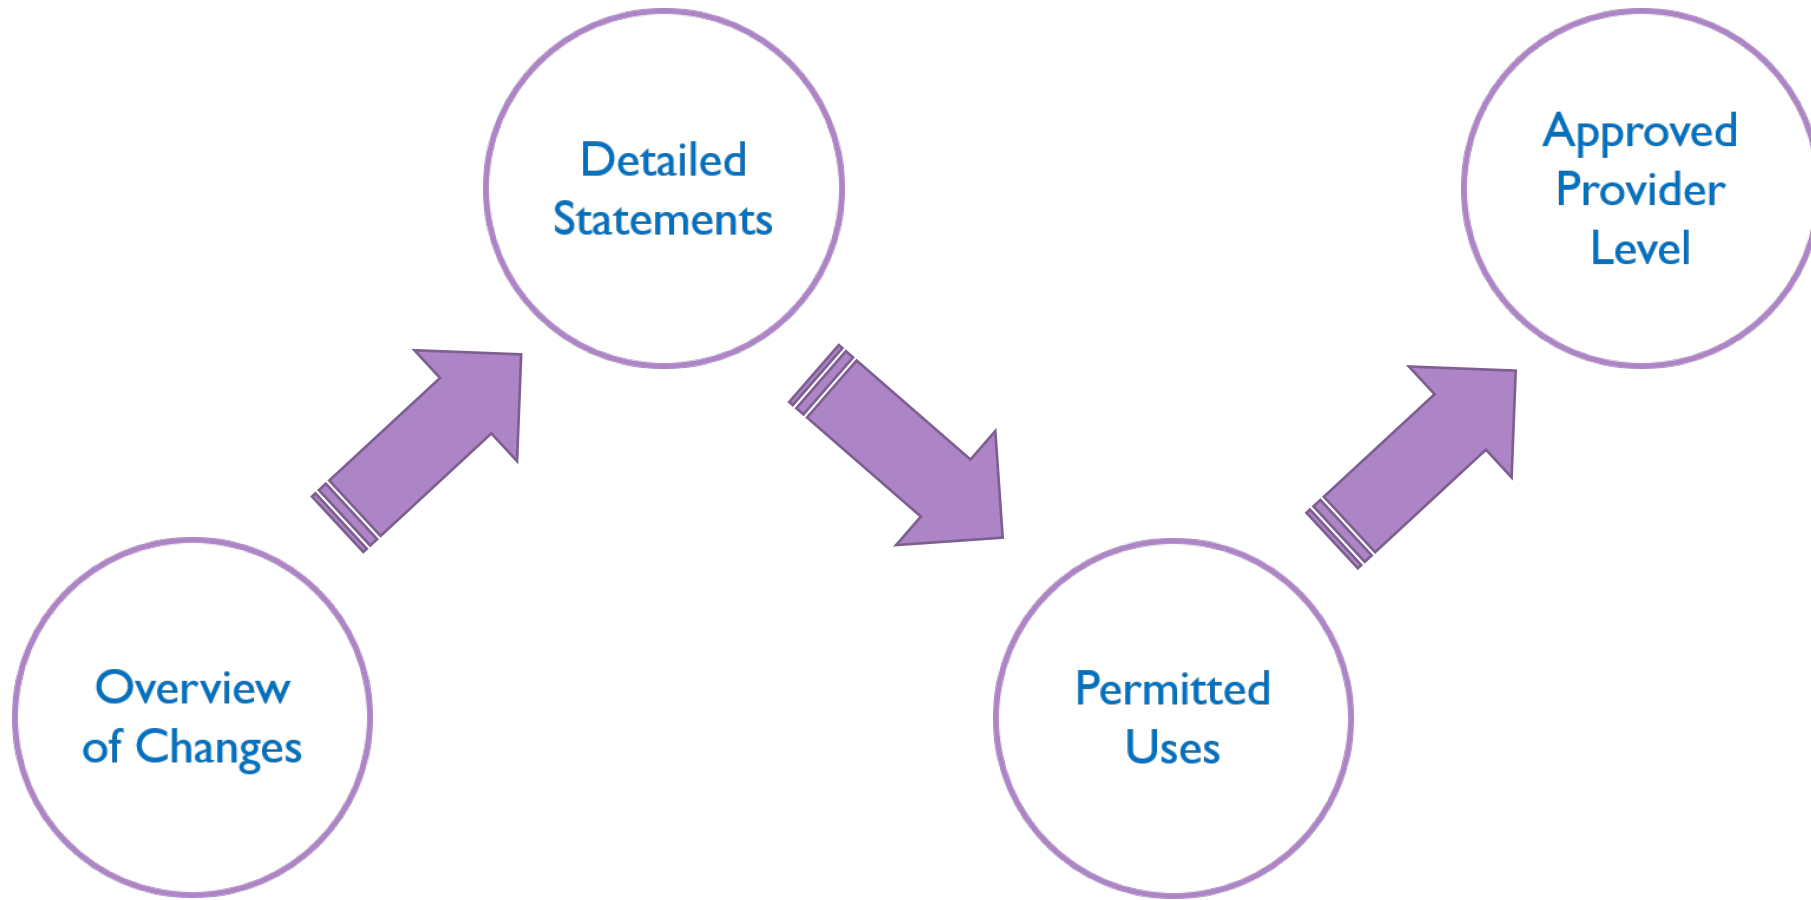 Overview
of Changes
Detailed
Statements
Permitted
Uses
Approved
Provider
Level